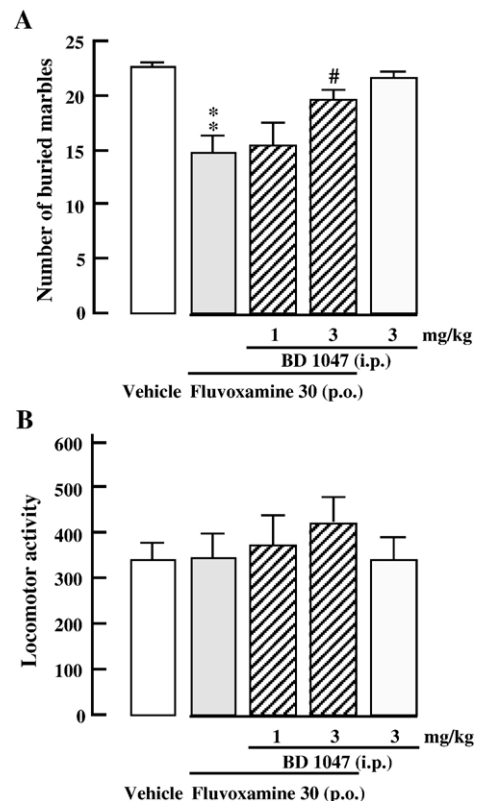 A
Number of buried marbles
25
20
15
10
5
0
**
#
1 3 3 mg/kg
BD 1047 (i.p.)
Vehicle Fluvoxamine 30 (p.o.)
B
Locomotor activity
600
500
400
300
200
100
0
1 3 3 mg/kg
BD 1047 (i.p.)
Vehicle Fluvoxamine 30 (p.o.)